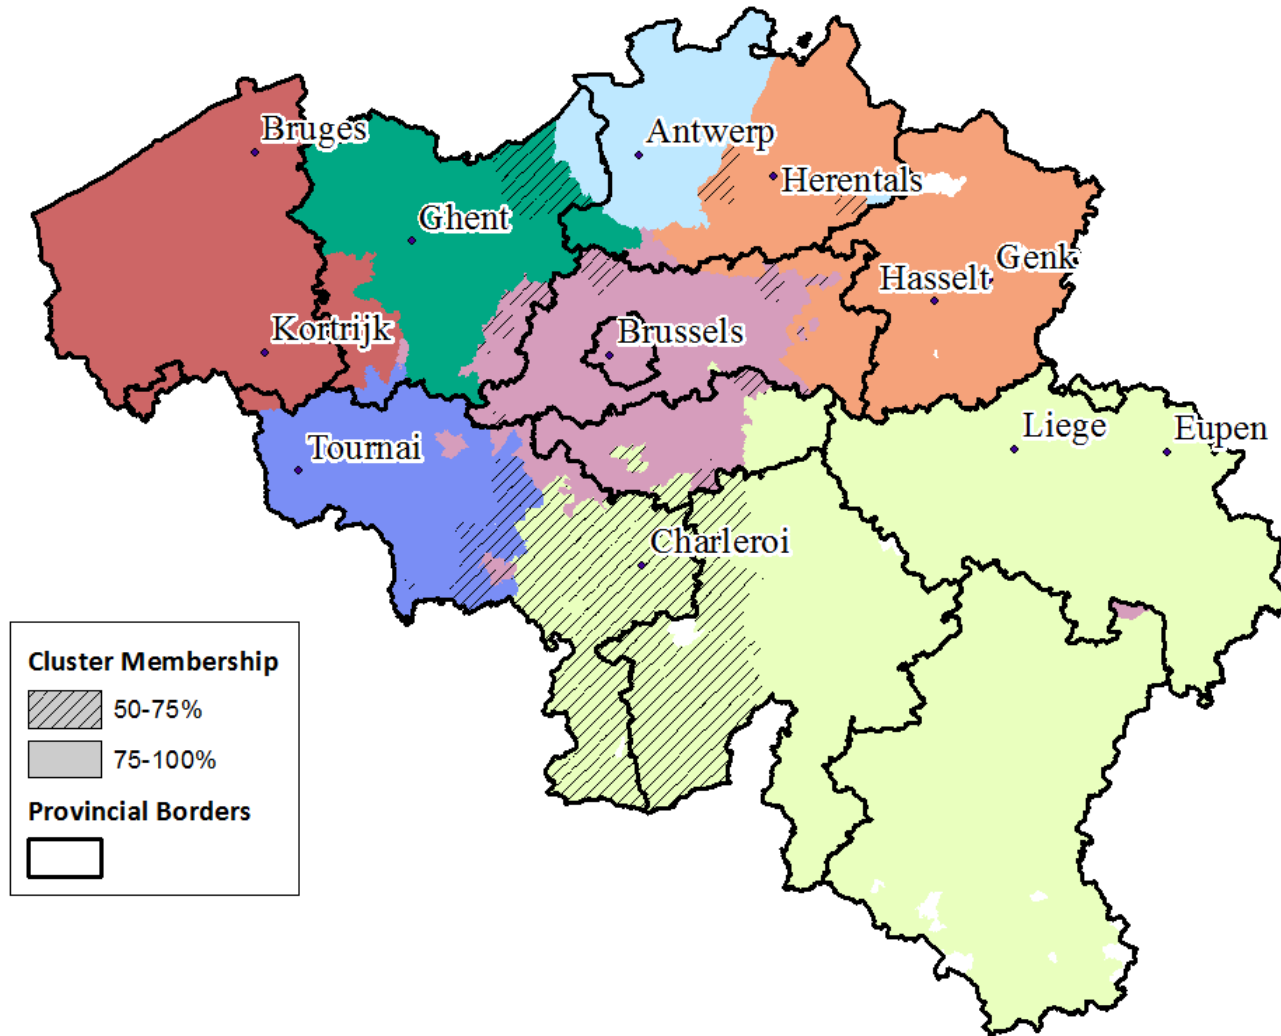 Bruges
Antwerp
Herentals
Ghent
Genk
Hasselt
Kortrijk
Brussels
Tournai
Liege
Eupen
Charleroi
Cluster Membership
50-75%
75-100%
Provincial Borders